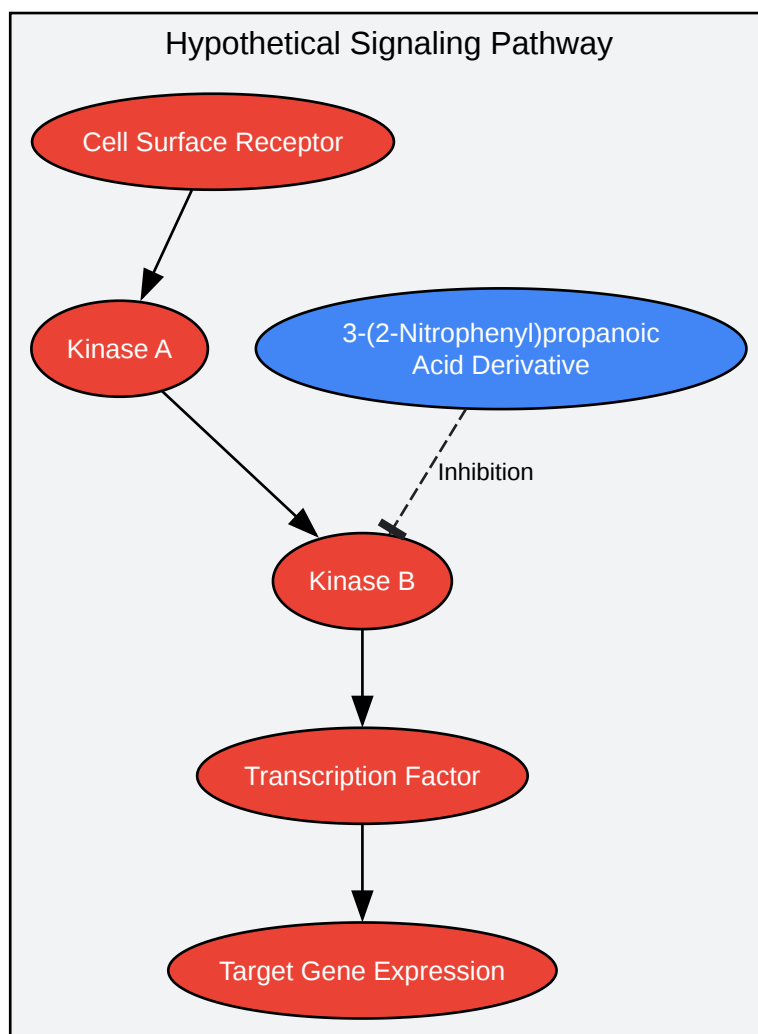 Hypothetical Signaling Pathway
Cell Surface Receptor
Kinase A
3-(2-Nitrophenyl)propanoic
Acid Derivative
Inhibition
Kinase B
Transcription Factor
Target Gene Expression